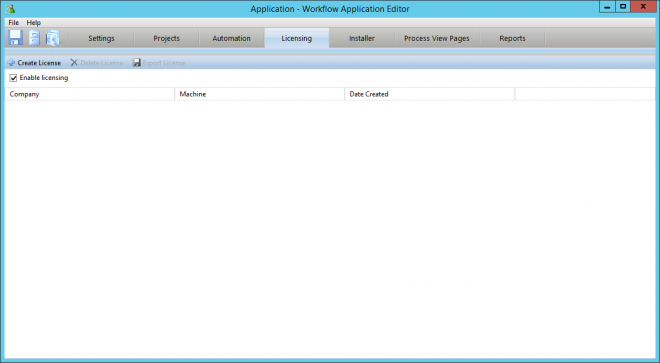 Application - Workflow Application Editor
File Help
Settings Projects Automation Licensing Installer Process View Pages Reports
Create License Delete License Export License
Enable licensing
Company Machine Date Created